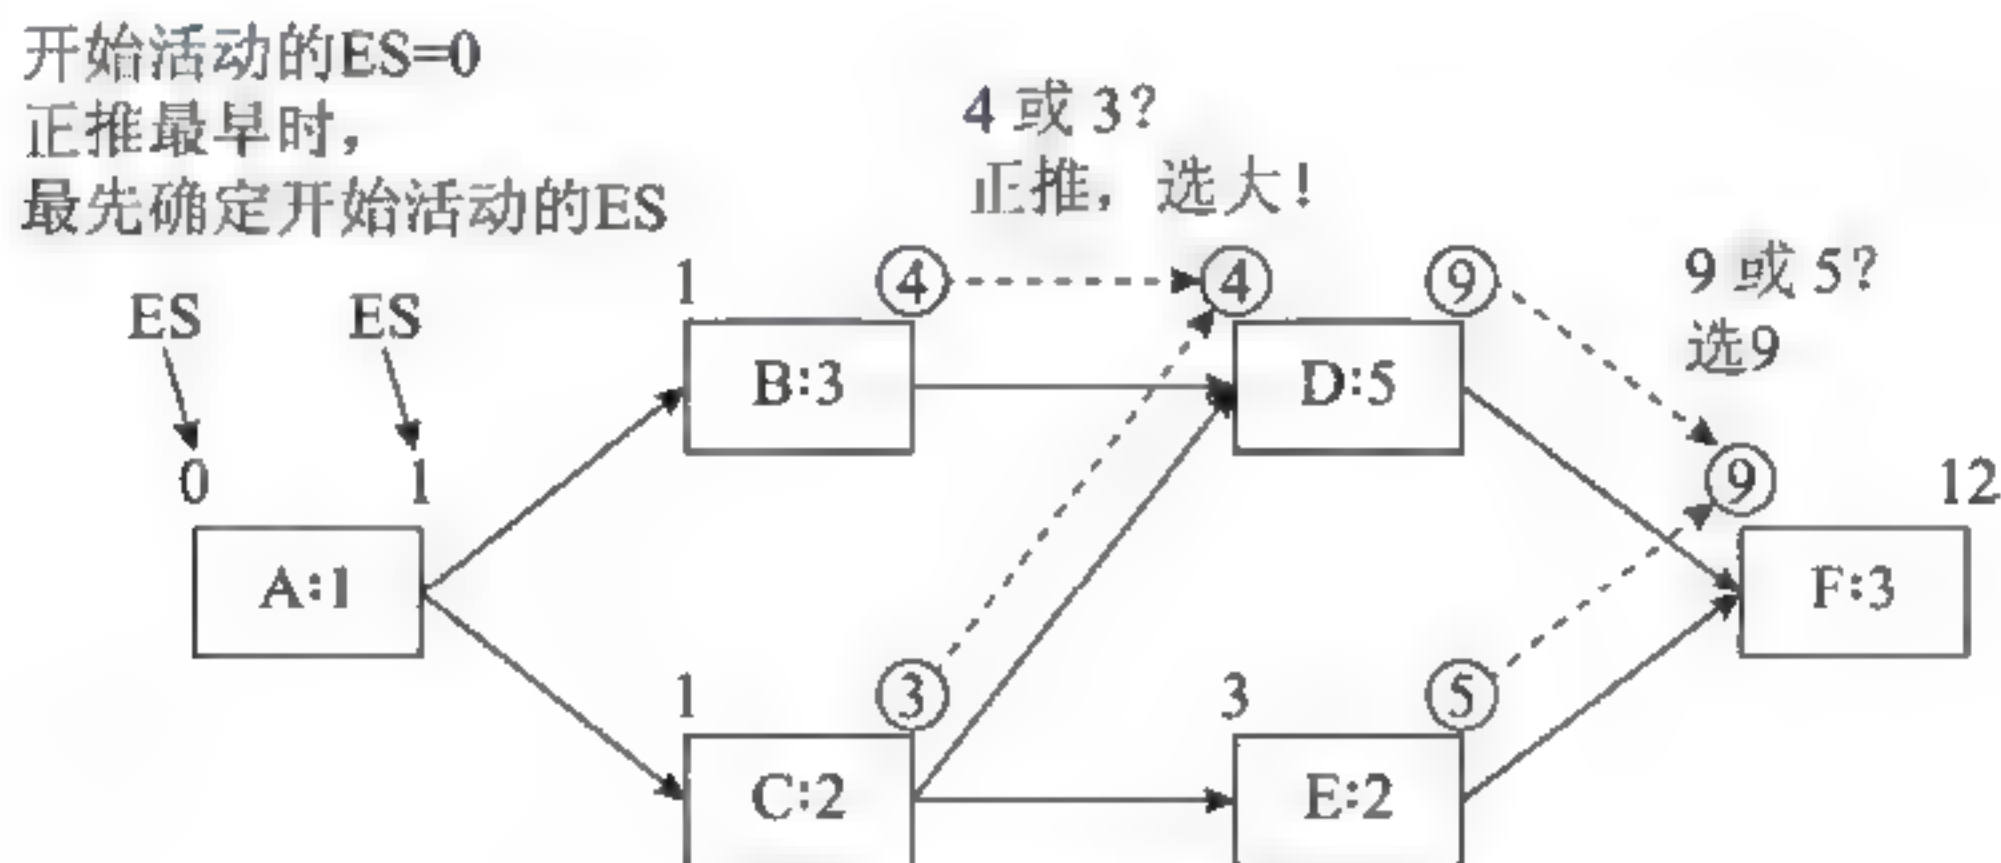 开始活动的ES=0
正推最早时，
最先确定开始活动的ES
4 或 3?
正推，选大!
9 或 5?
选9
ES
ES
1
④
④
⑨
B:3
D:5
0
1
⑨
12
A:1
F:3
1
③
3
⑤
C:2
E:2